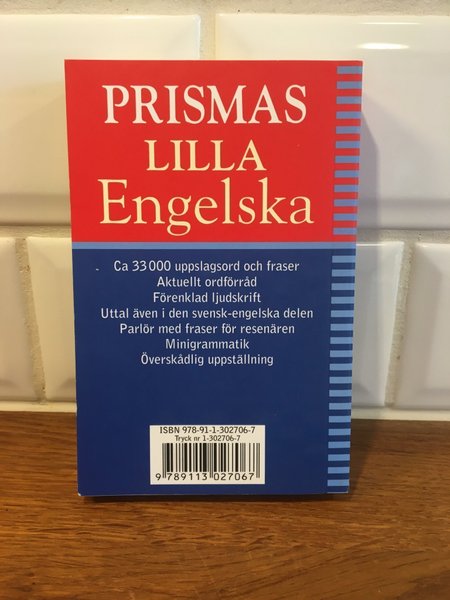 PRISMAS
LILLA
Engelska
Ca 33 000 uppslagsord och fraser
Aktuellt ordförråd
Förenklad ljudskrift
Uttal även i den svensk-engelska delen
Parlör med fraser för resenären
Minigrammatik
Överskådlig uppställning
ISBN 978-91-1-302706-7
Tryck nr 1-302706-7
9 789113 027067